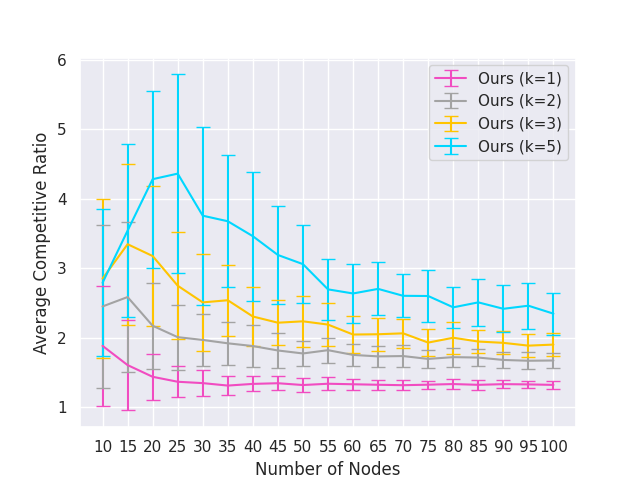 6
5
4
3
2
1
Average Competitive Ratio
Ours (k=1)
Ours (k=2)
Ours (k=3)
Ours (k=5)
10 15 20 25 30 35 40 45 50 55 60 65 70 75 80 85 90 95 100
Number of Nodes